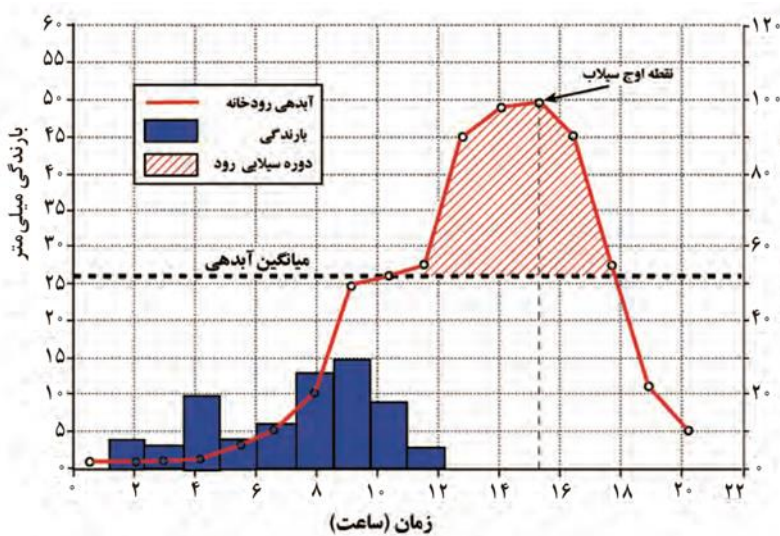 ۶۰
۵۰
۴۵
۴۰
۳۵
۳۰
۲۵
۱۵
۱۰
۵
۰
بارندگی میلی‌متر
آبدهی رودخانه
بارندگی
دوره سیلابی رود
نقطه اوج سیلاب
میانگین آبدهی
۱۲۰
۱۰۰
۸۰
۶۰
۴۰
۲۰
۰
۰ ۲ ۴ ۶ ۸ ۱۰ ۱۲ ۱۴ ۱۶ ۱۸ ۲۰ ۲۲
زمان (ساعت)